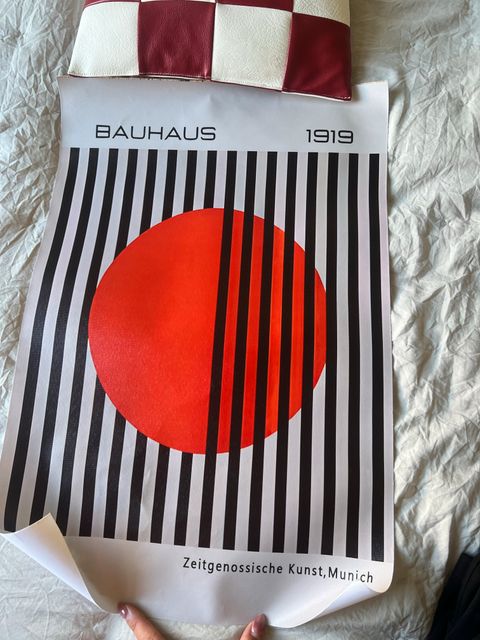 BAUHAUS 1919
Zeitgenossische Kunst, Munich